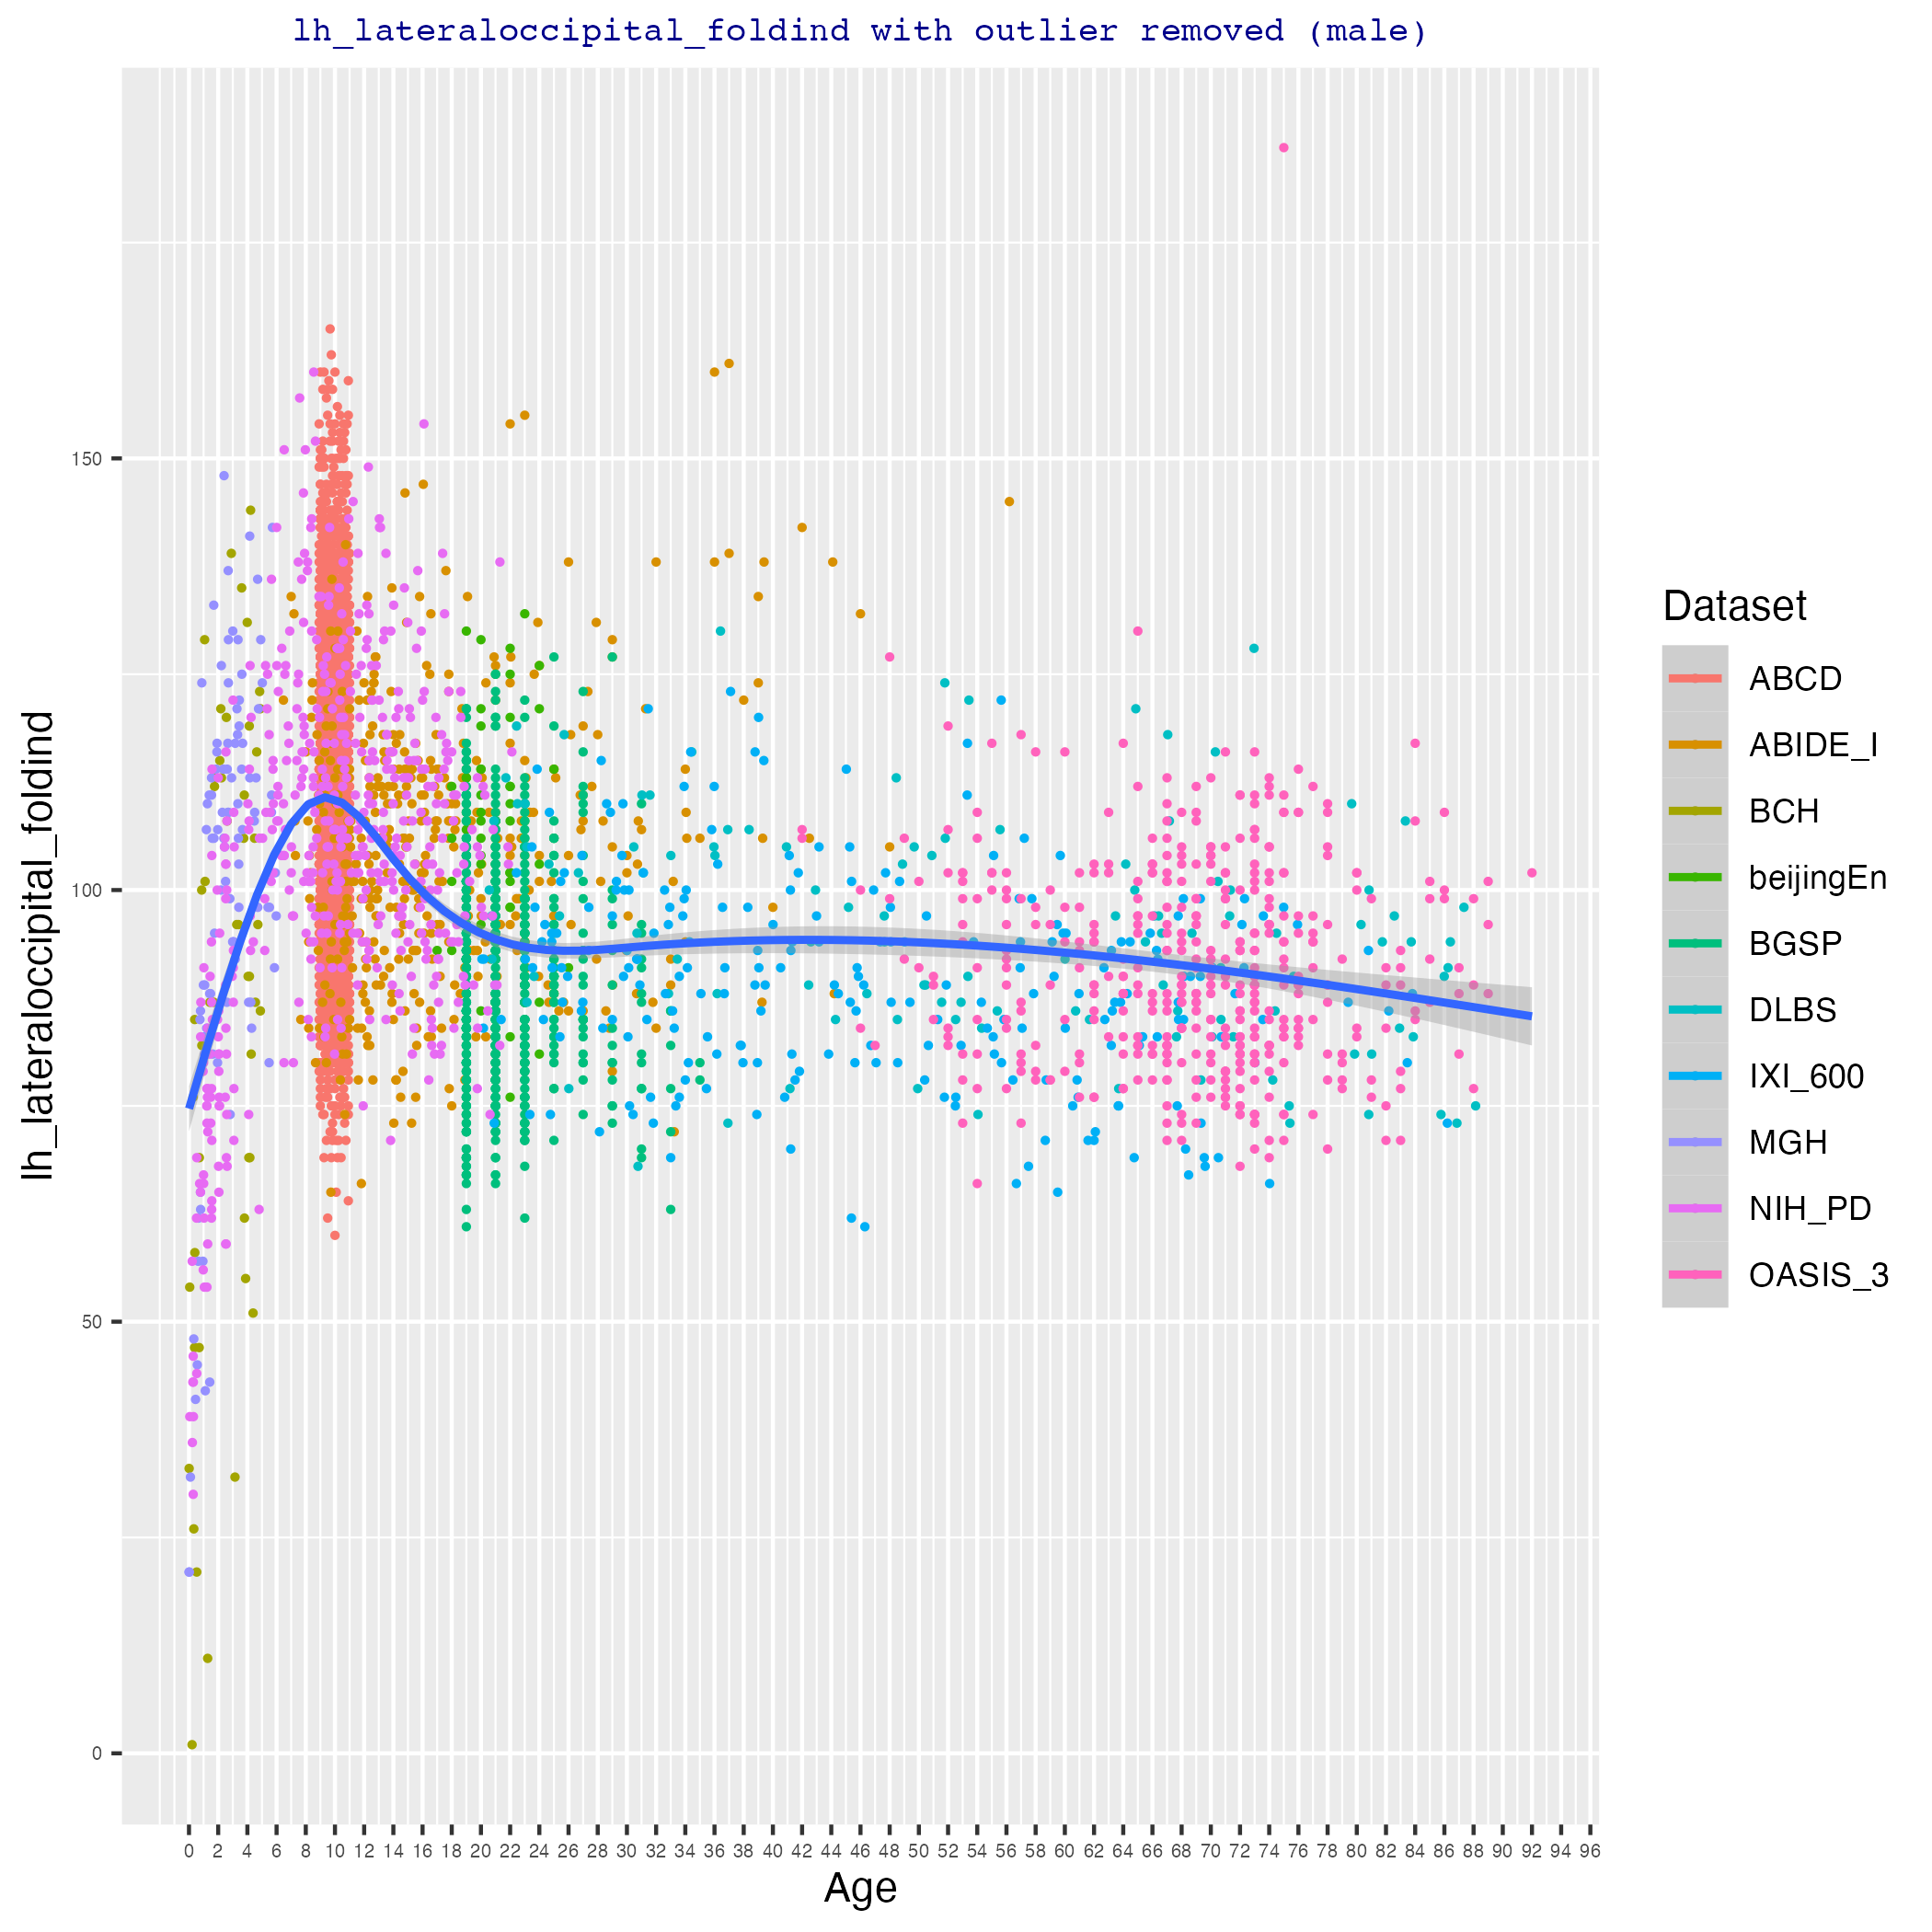 lh_lateraloccipital_foldind with outlier removed (male)
lh_lateraloccipital_foldind
150
100
50
0
0 2 4 6 8 10 12 14 16 18 20 22 24 26 28 30 32 34 36 38 40 42 44 46 48 50 52 54 56 58 60 62 64 66 68 70 72 74 76 78 80 82 84 86 88 90 92 94 96
Age
Dataset
ABCD
ABIDE_I
BCH
beijingEn
BGSP
DLBS
IXI_600
MGH
NIH_PD
OASIS_3